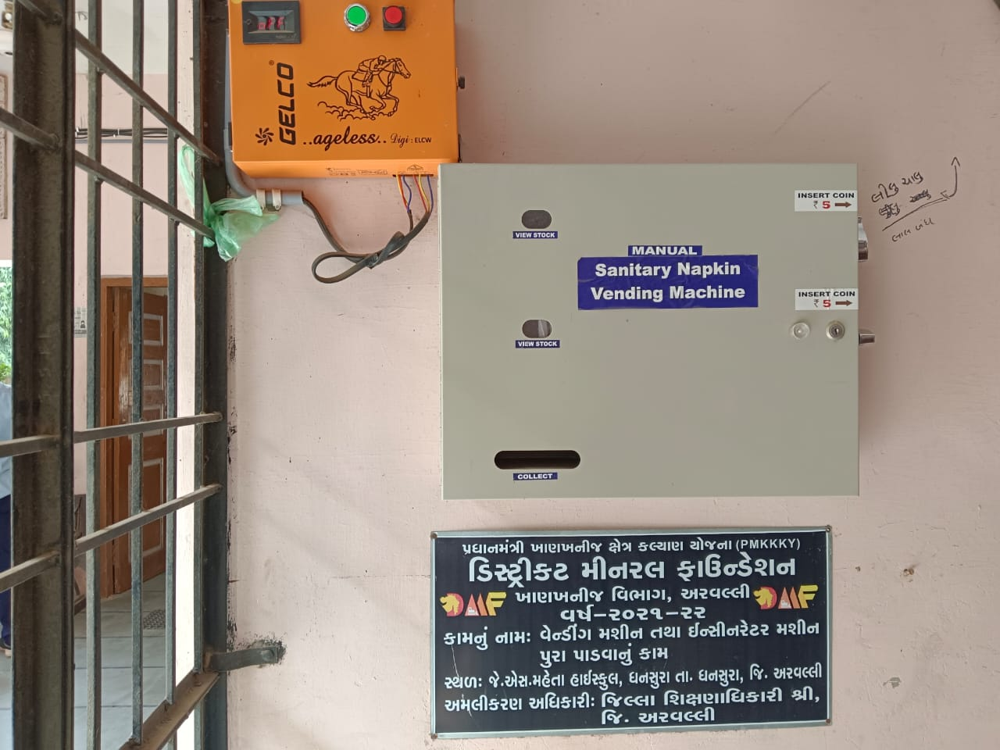 GELCO
..ageless.. Digi : ELCW
INSERT COIN
₹ 5
VIEW STOCK
MANUAL
Sanitary Napkin
Vending Machine
INSERT COIN
₹ 5
VIEW STOCK
COLLECT
લીલુ ચાલુ
લાલ બંધ
પ્રધાનમંત્રી ખાણખનીજ ક્ષેત્ર કલ્યાણ યોજના (PMKKKY)
ડિસ્ટ્રીકટ મીનરલ ફાઉન્ડેશન
DMF ખાણખનીજ વિભાગ, અરવલ્લી DMF
વર્ષ-૨૦૨૧-૨૨
કામનું નામઃ વેન્ડીંગ મશીન તથા ઈન્સીનરેટર મશીન
પુરા પાડવાનું કામ
સ્થળઃ જે.એસ.મહેતા હાઈસ્કુલ, ધનસુરા તા. ધનસુરા, જિ. અરવલ્લી
અમલીકરણ અધિકારીઃ જિલ્લા શિક્ષણાધિકારી શ્રી,
જિ. અરવલ્લી